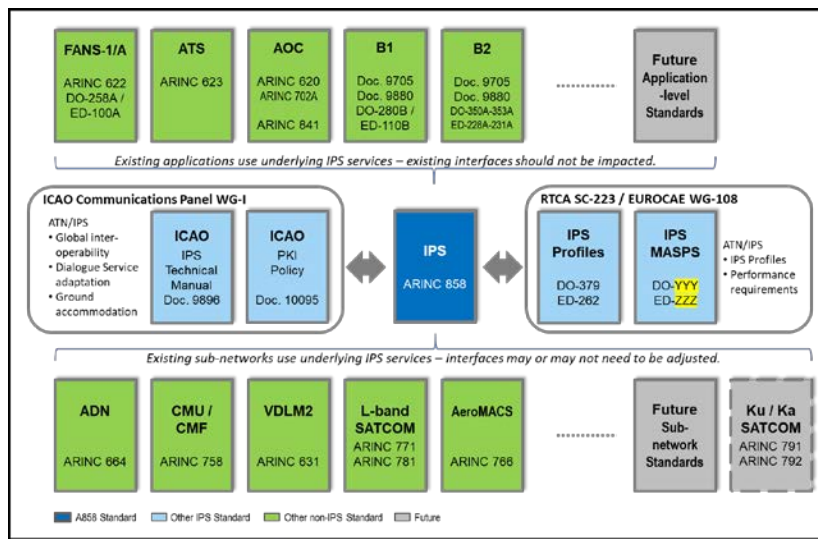 FANS-1/A
ARINC 622
DO-258A /
ED-100A
ATS
ARINC 623
AOC
ARINC 620
ARINC 702A
ARINC 841
B1
Doc. 9705
Doc. 9880
DO-280B /
ED-110B
B2
Doc. 9705
Doc. 9880
DO-350A-353A
ED-228A-231A
Future
Application
-level
Standards
Existing applications use underlying IPS services – existing interfaces should not be impacted.
ICAO Communications Panel WG-I
ATN/IPS
• Global inter-
operability
• Dialogue Service
adaptation
• Ground
accommodation
ICAO
IPS
Technical
Manual
Doc. 9896
ICAO
PKI
Policy
Doc. 10095
IPS
ARINC 858
RTCA SC-223 / EUROCAE WG-108
IPS
Profiles
DO-379
ED-262
IPS
MASPS
DO-YYY
ED-ZZZ
ATN/IPS
• IPS Profiles
• Performance
requirements
Existing sub-networks use underlying IPS services – interfaces may or may not need to be adjusted.
ADN
ARINC 664
CMU /
CMF
ARINC 758
VDLM2
ARINC 631
L-band
SATCOM
ARINC 771
ARINC 781
AeroMACS
ARINC 766
Future
Sub-
network
Standards
Ku / Ka
SATCOM
ARINC 791
ARINC 792
A858 Standard
Other IPS Standard
Other non-IPS Standard
Future